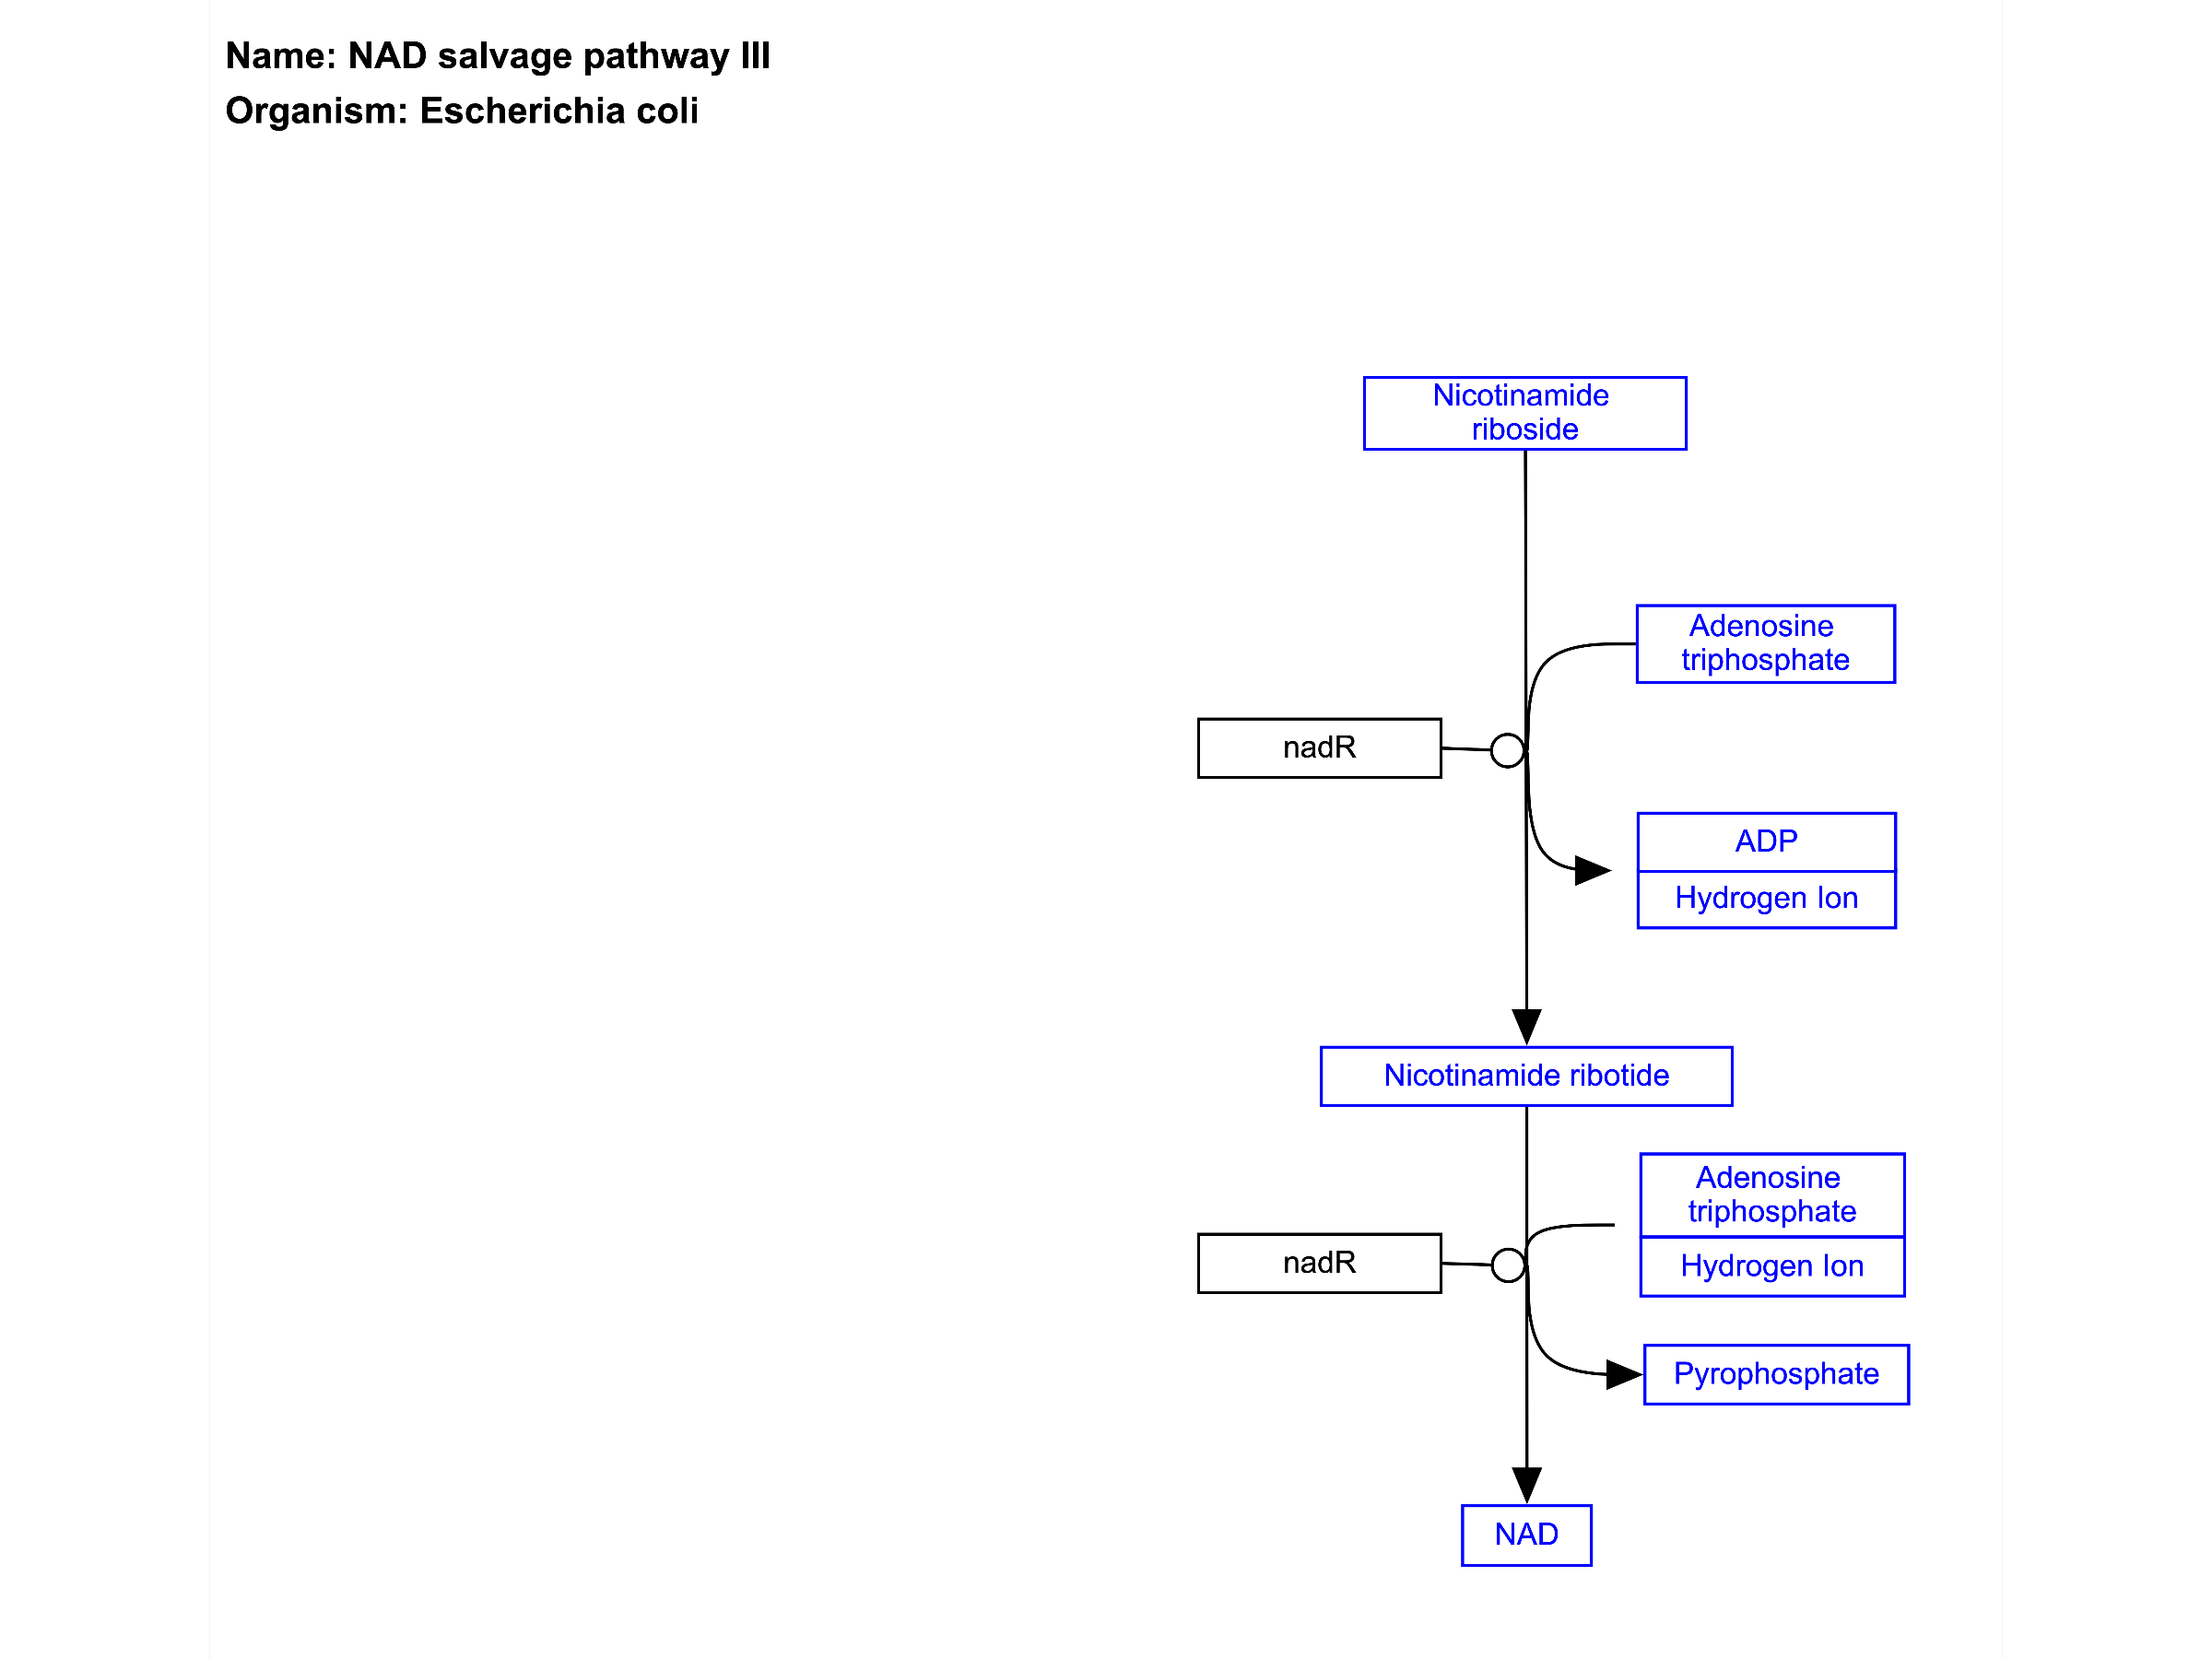 Name: NAD salvage pathway III
Organism: Escherichia coli
Nicotinamide
riboside
Adenosine
triphosphate
nadR
ADP
Hydrogen Ion
Nicotinamide ribotide
Adenosine
triphosphate
nadR
Hydrogen Ion
Pyrophosphate
NAD